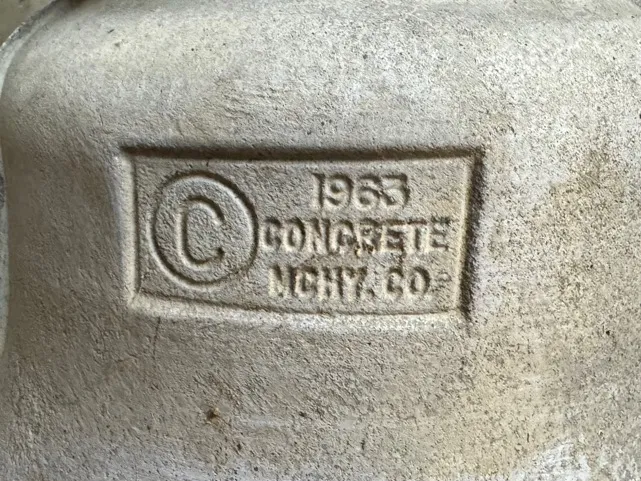 © 1963
CONCRETE
MCHY. CO.